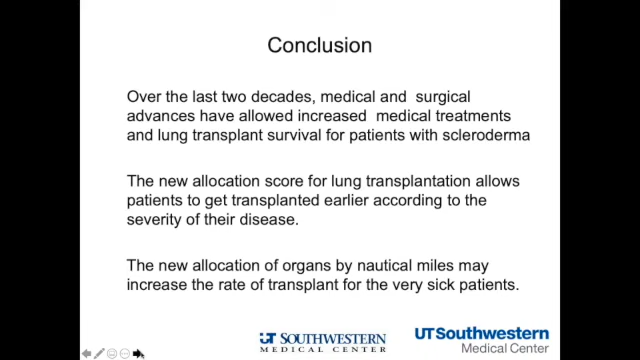 Conclusion
Over the last two decades, medical and surgical
advances have allowed increased medical treatments
and lung transplant survival for patients with scleroderma
The new allocation score for lung transplantation allows
patients to get transplanted earlier according to the
severity of their disease.
The new allocation of organs by nautical miles may
increase the rate of transplant for the very sick patients.
UT SOUTHWESTERN
MEDICAL CENTER
UTSouthwestern
Medical Center